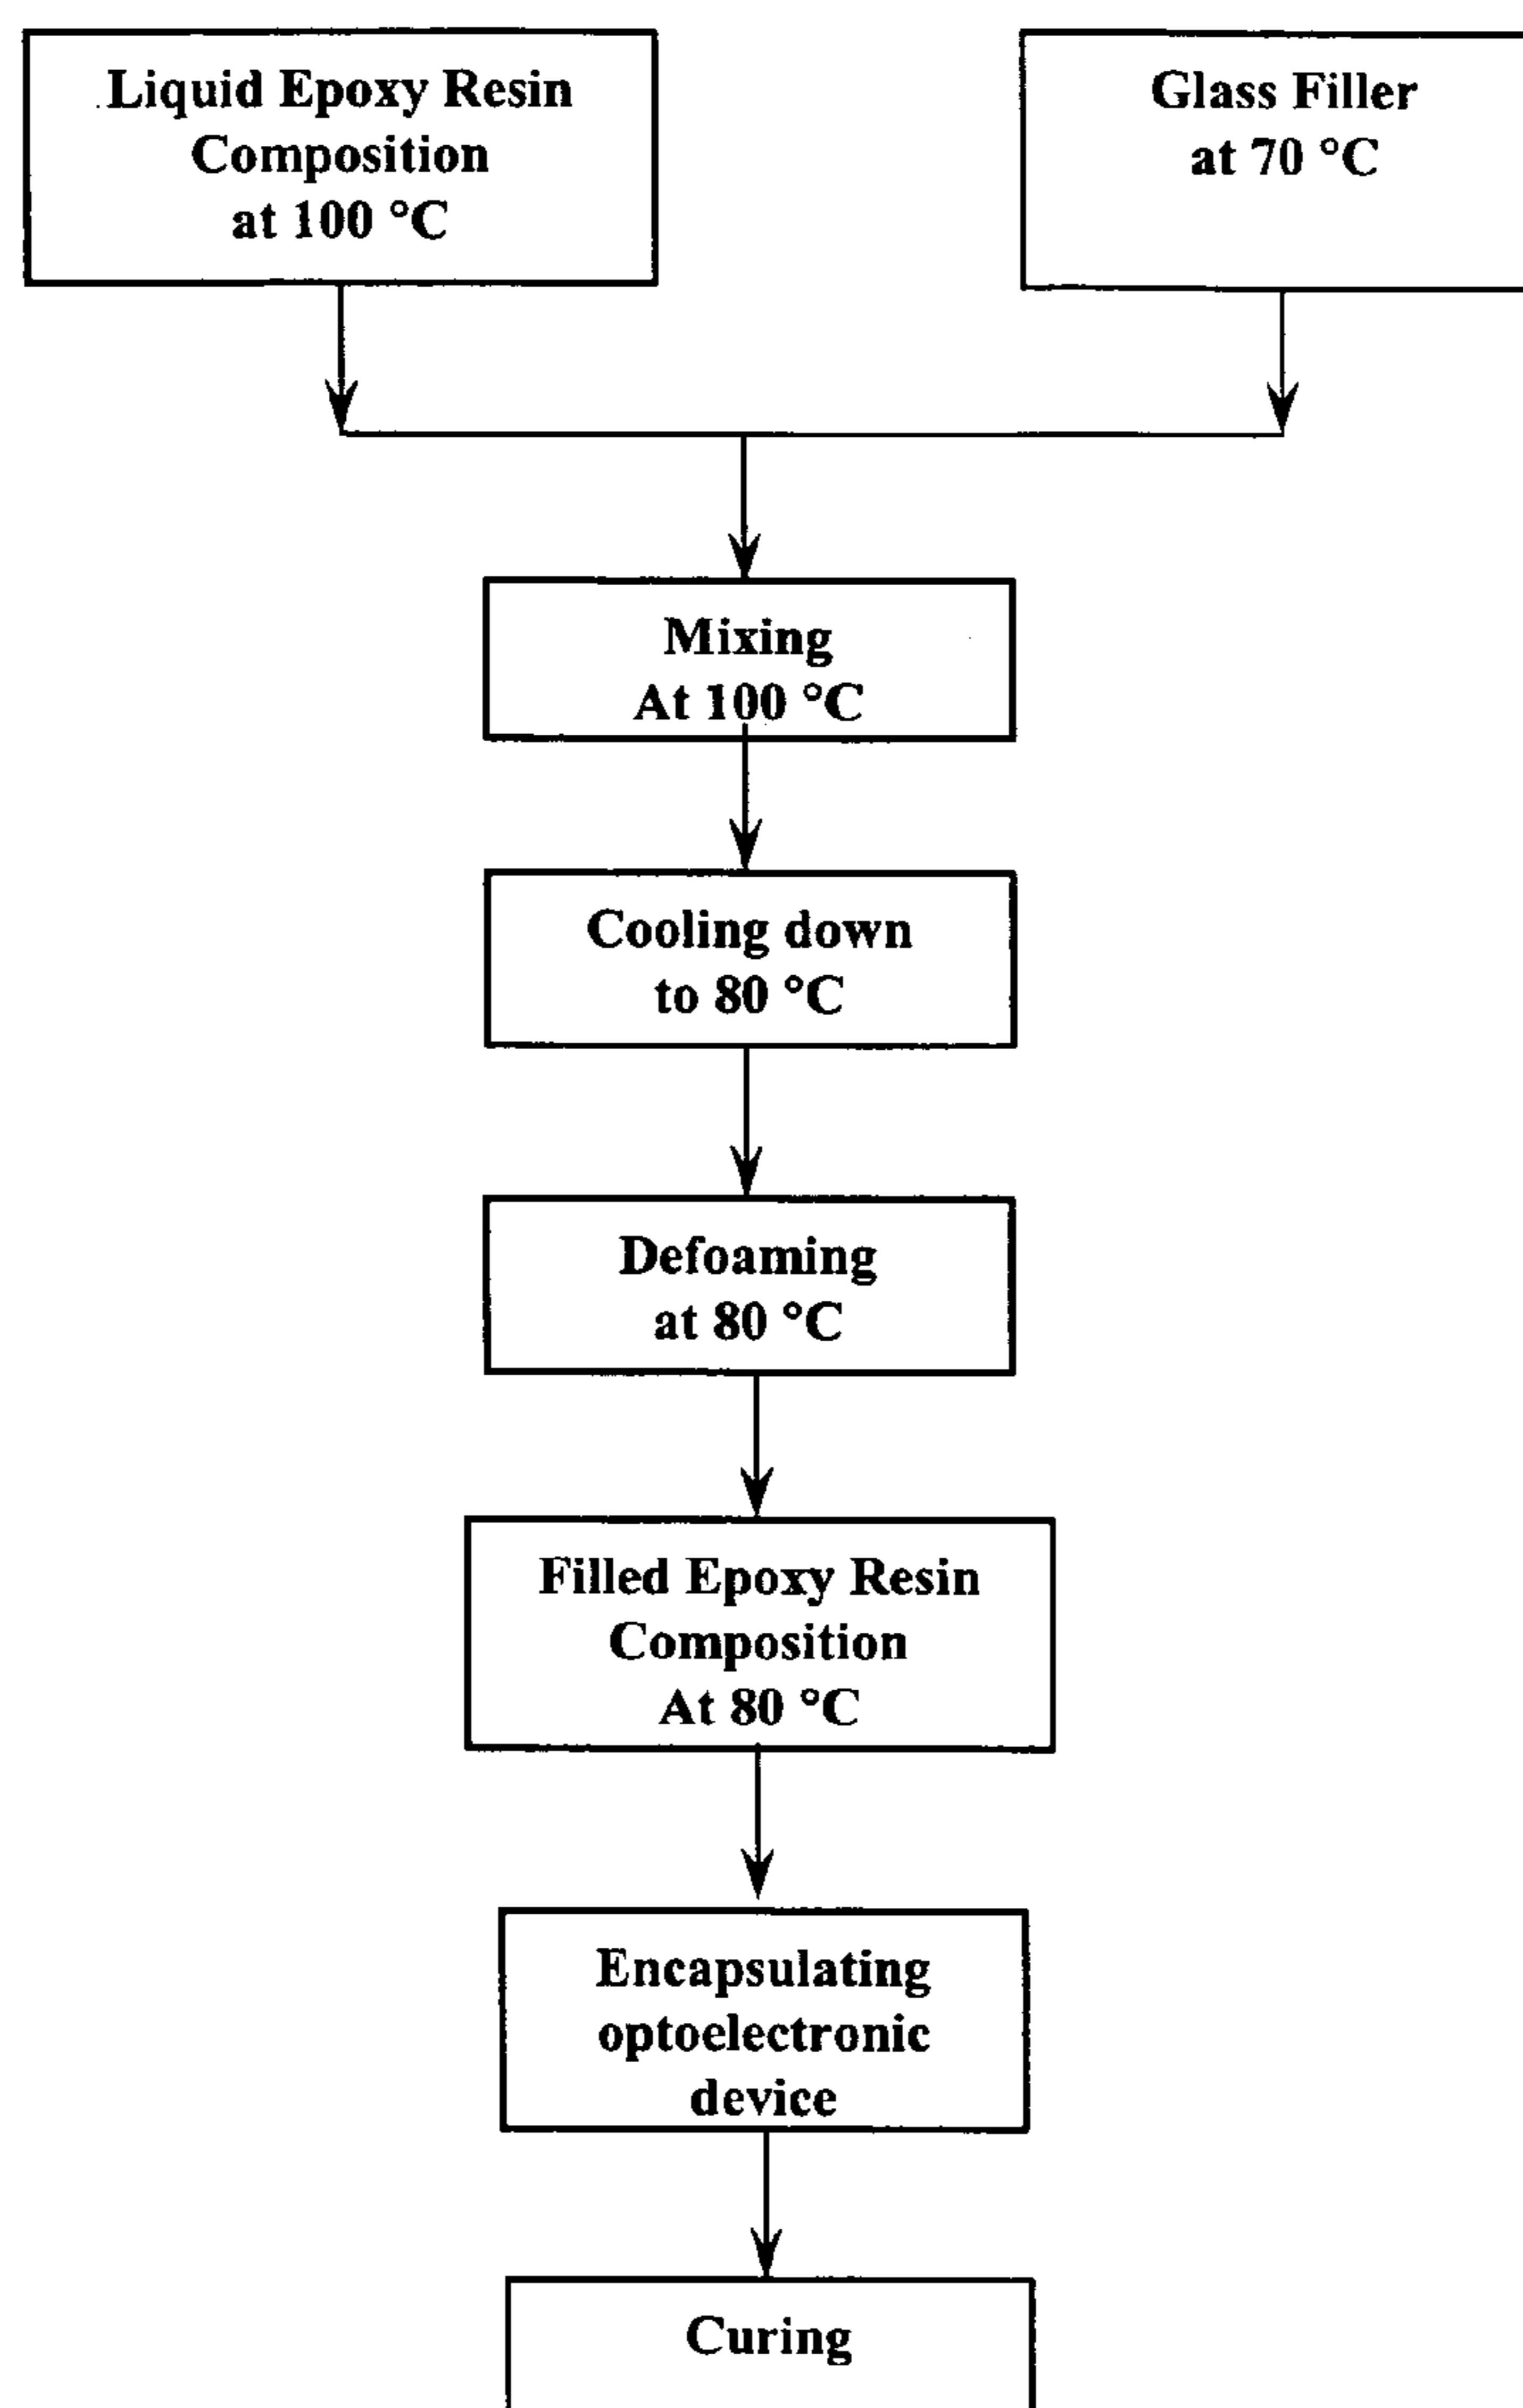 Liquid Epoxy Resin
Composition
at 100 °C
Glass Filler
at 70 °C
Mixing
At 100 °C
Cooling down
to 80 °C
Defoaming
at 80 °C
Filled Epoxy Resin
Composition
At 80 °C
Encapsulating
optoelectronic
device
Curing